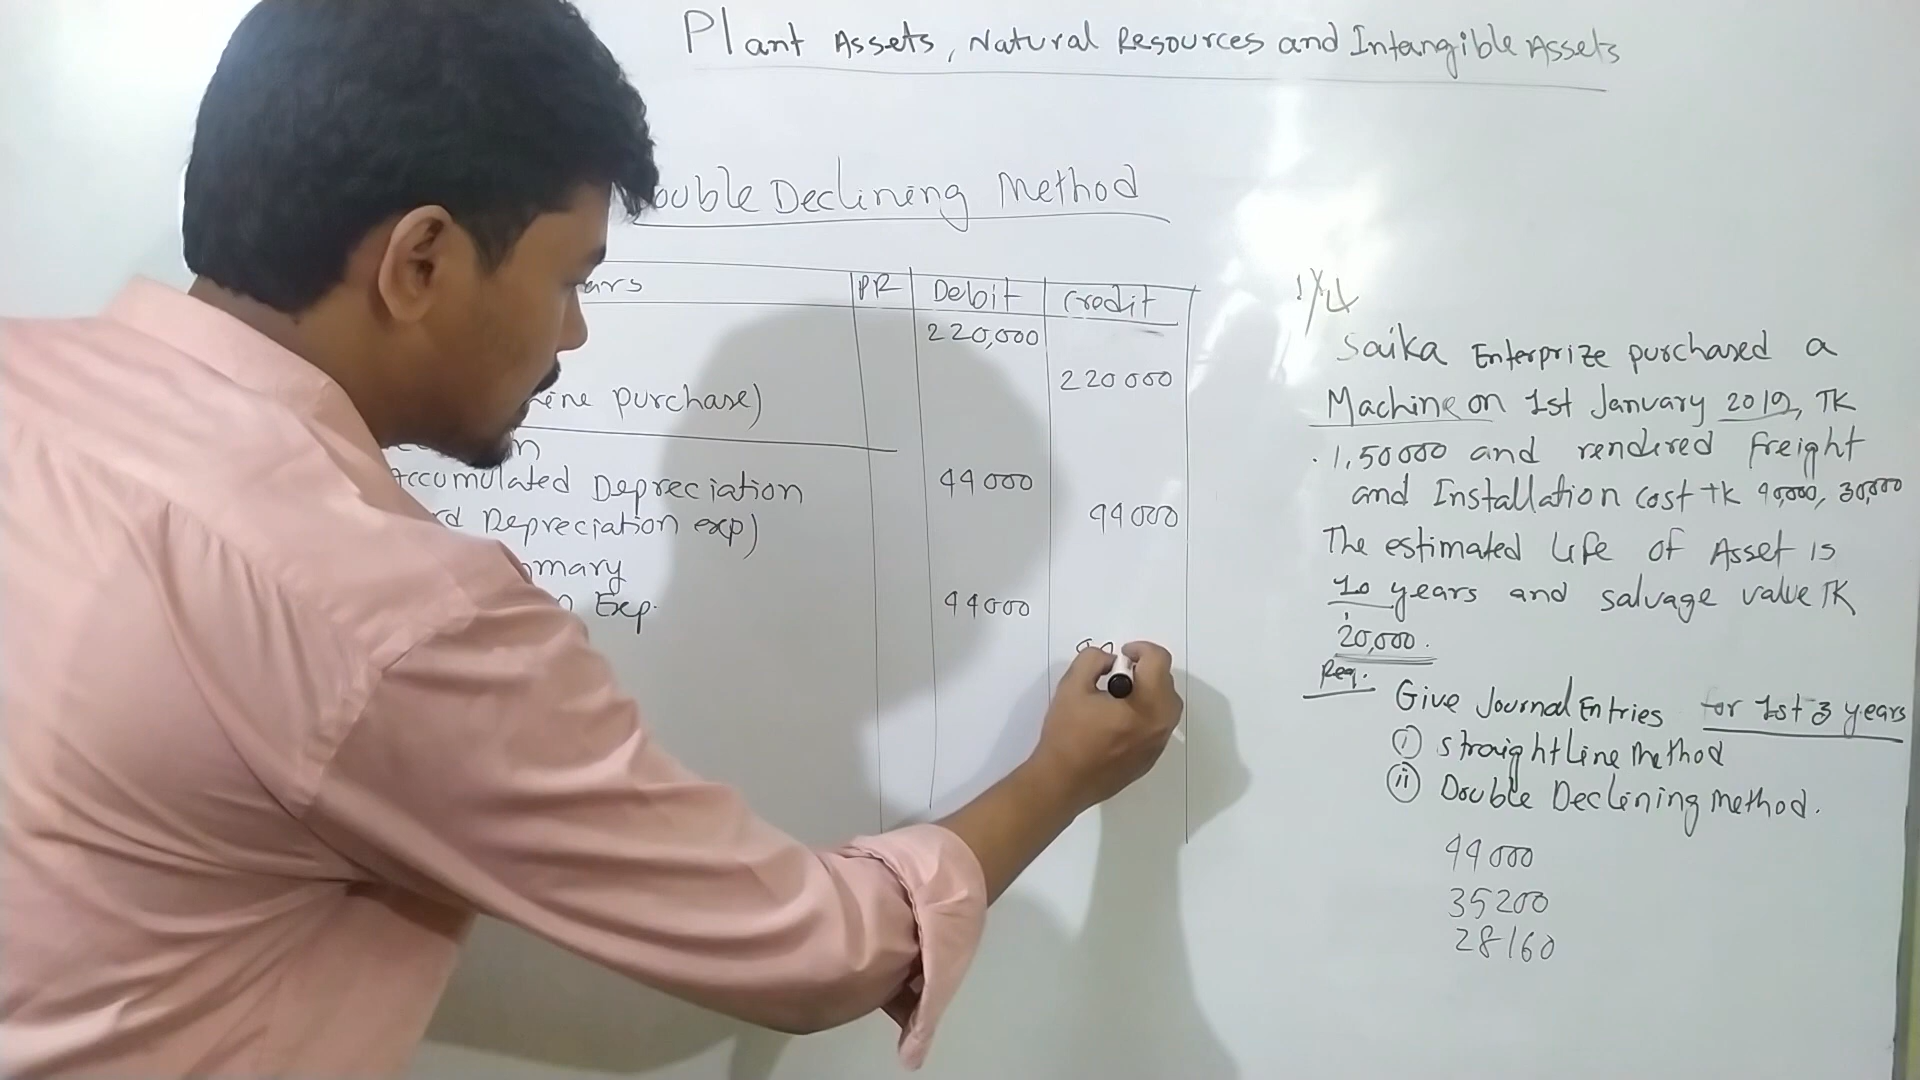 Plant Assets, Natural Resources and Intangible Assets
ouble Declining Method
ars PR Debit Credit
220,000
220000
ine purchase)
n
Accumulated Depreciation 44000
rd Depreciation exp) 44000
mmary
n Exp. 44000
Saika Enterprize purchased a
Machine on 1st January 2019, TK
1,50000 and rendered Freight
and Installation cost tk 40,000, 30,000
The estimated Life of Asset is
10 years and salvage value TK
20,000.
Req.
Give Journal Entries for 1st 3 years
(i) straight Line Method
(ii) Double Declining Method.
44000
35200
28160